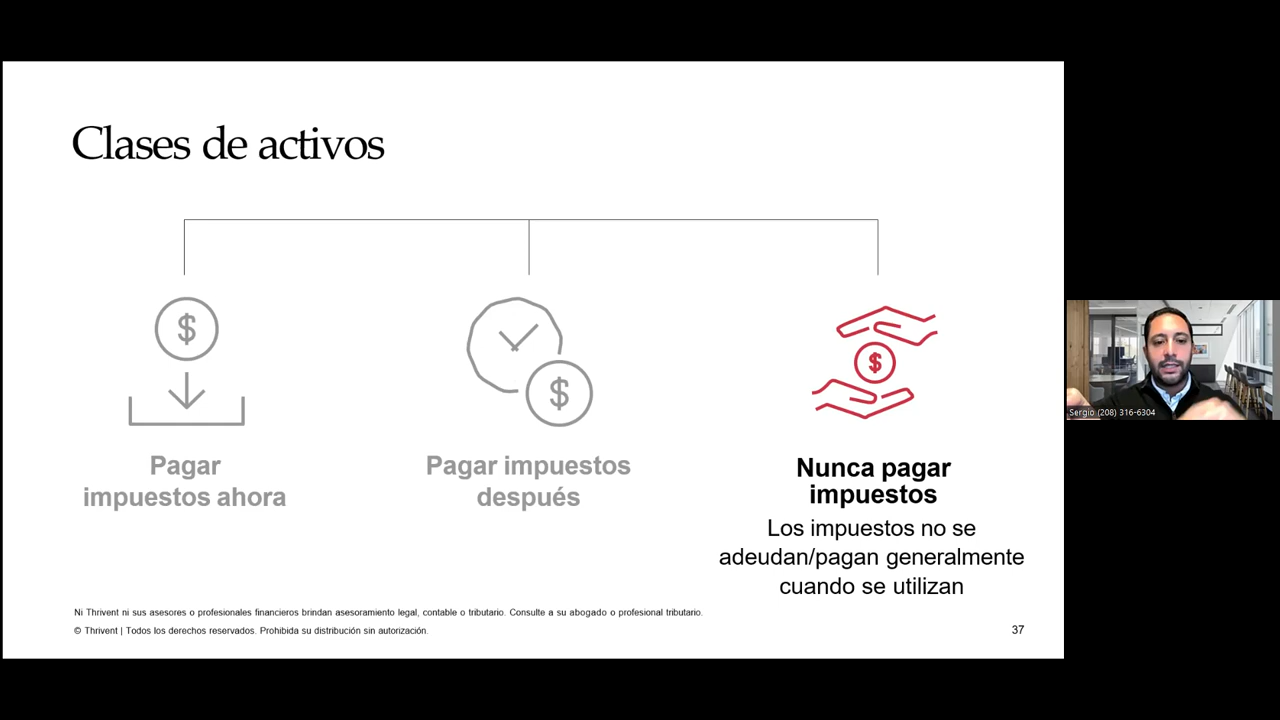 Clases de activos
$
$
$
Pagar
impuestos ahora
Pagar impuestos
después
Nunca pagar
impuestos
Los impuestos no se
adeudan/pagan generalmente
cuando se utilizan
Ni Thrivent ni sus asesores o profesionales financieros brindan asesoramiento legal, contable o tributario. Consulte a su abogado o profesional tributario.
© Thrivent | Todos los derechos reservados. Prohibida su distribución sin autorización.
37
Sergio (208) 316-6304